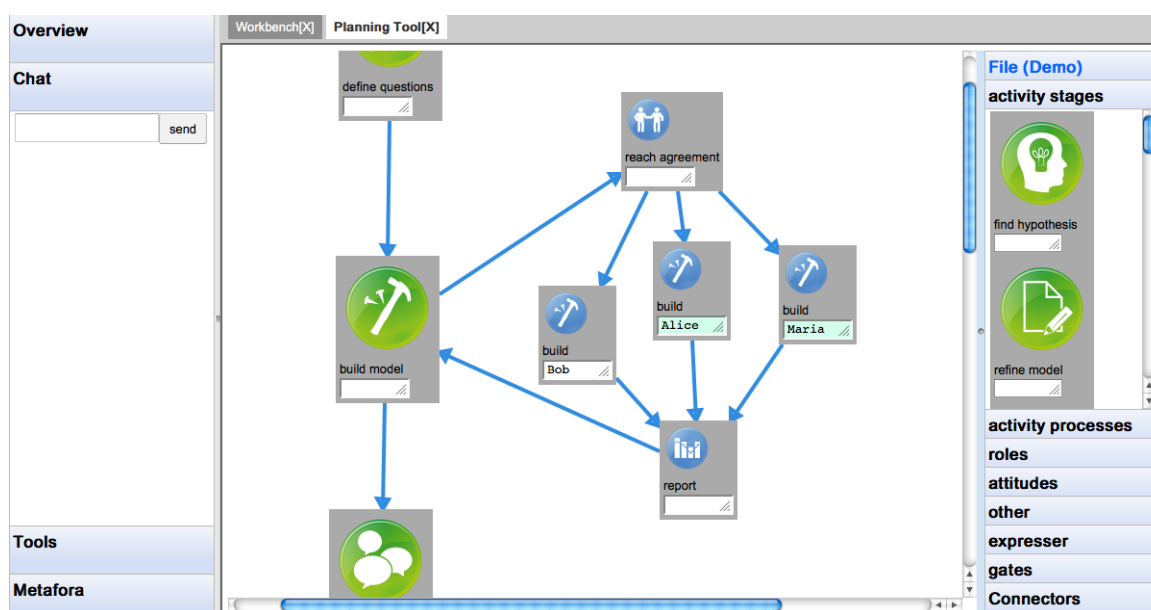 Overview
Chat
send
Tools
Metafora
Workbench[X]
Planning Tool[X]
define questions
reach agreement
build
Alice
build
Maria
build
Bob
build model
report
File (Demo)
activity stages
find hypothesis
refine model
activity processes
roles
attitudes
other
expresser
gates
Connectors